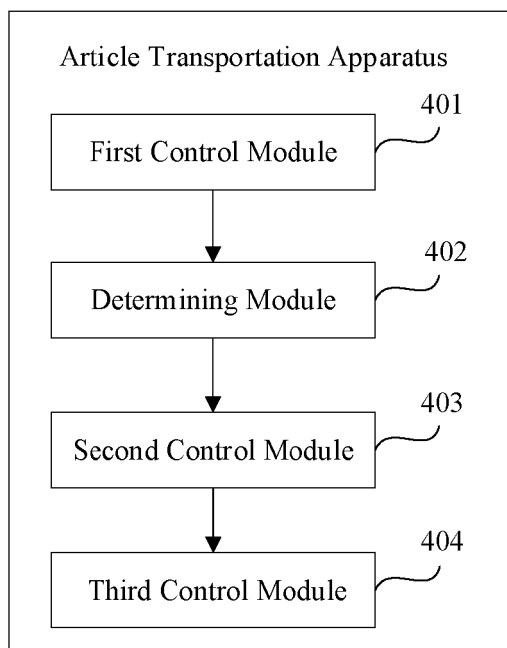 Article Transportation Apparatus
401
First Control Module
402
Determining Module
403
Second Control Module
404
Third Control Module